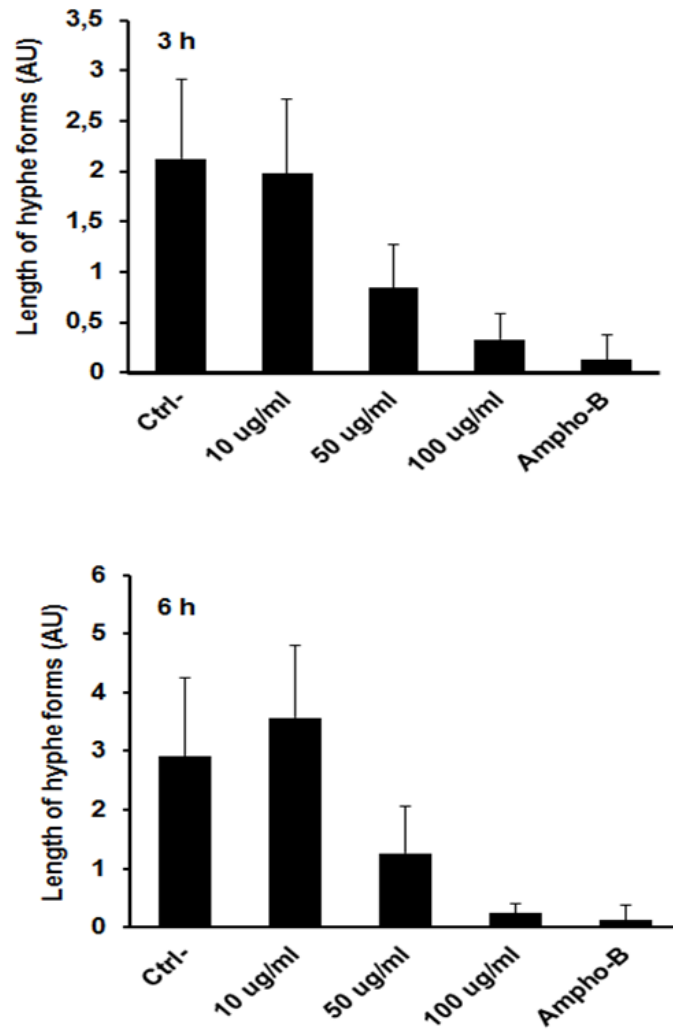 3,5
3 h
3
2,5
2
1,5
1
0,5
0
Length of hyphe forms (AU)
Ctrl-
10 ug/ml
50 ug/ml
100 ug/ml
Ampho-B
6
6 h
5
4
3
2
1
0
Length of hyphe forms (AU)
Ctrl-
10 ug/ml
50 ug/ml
100 ug/ml
Ampho-B